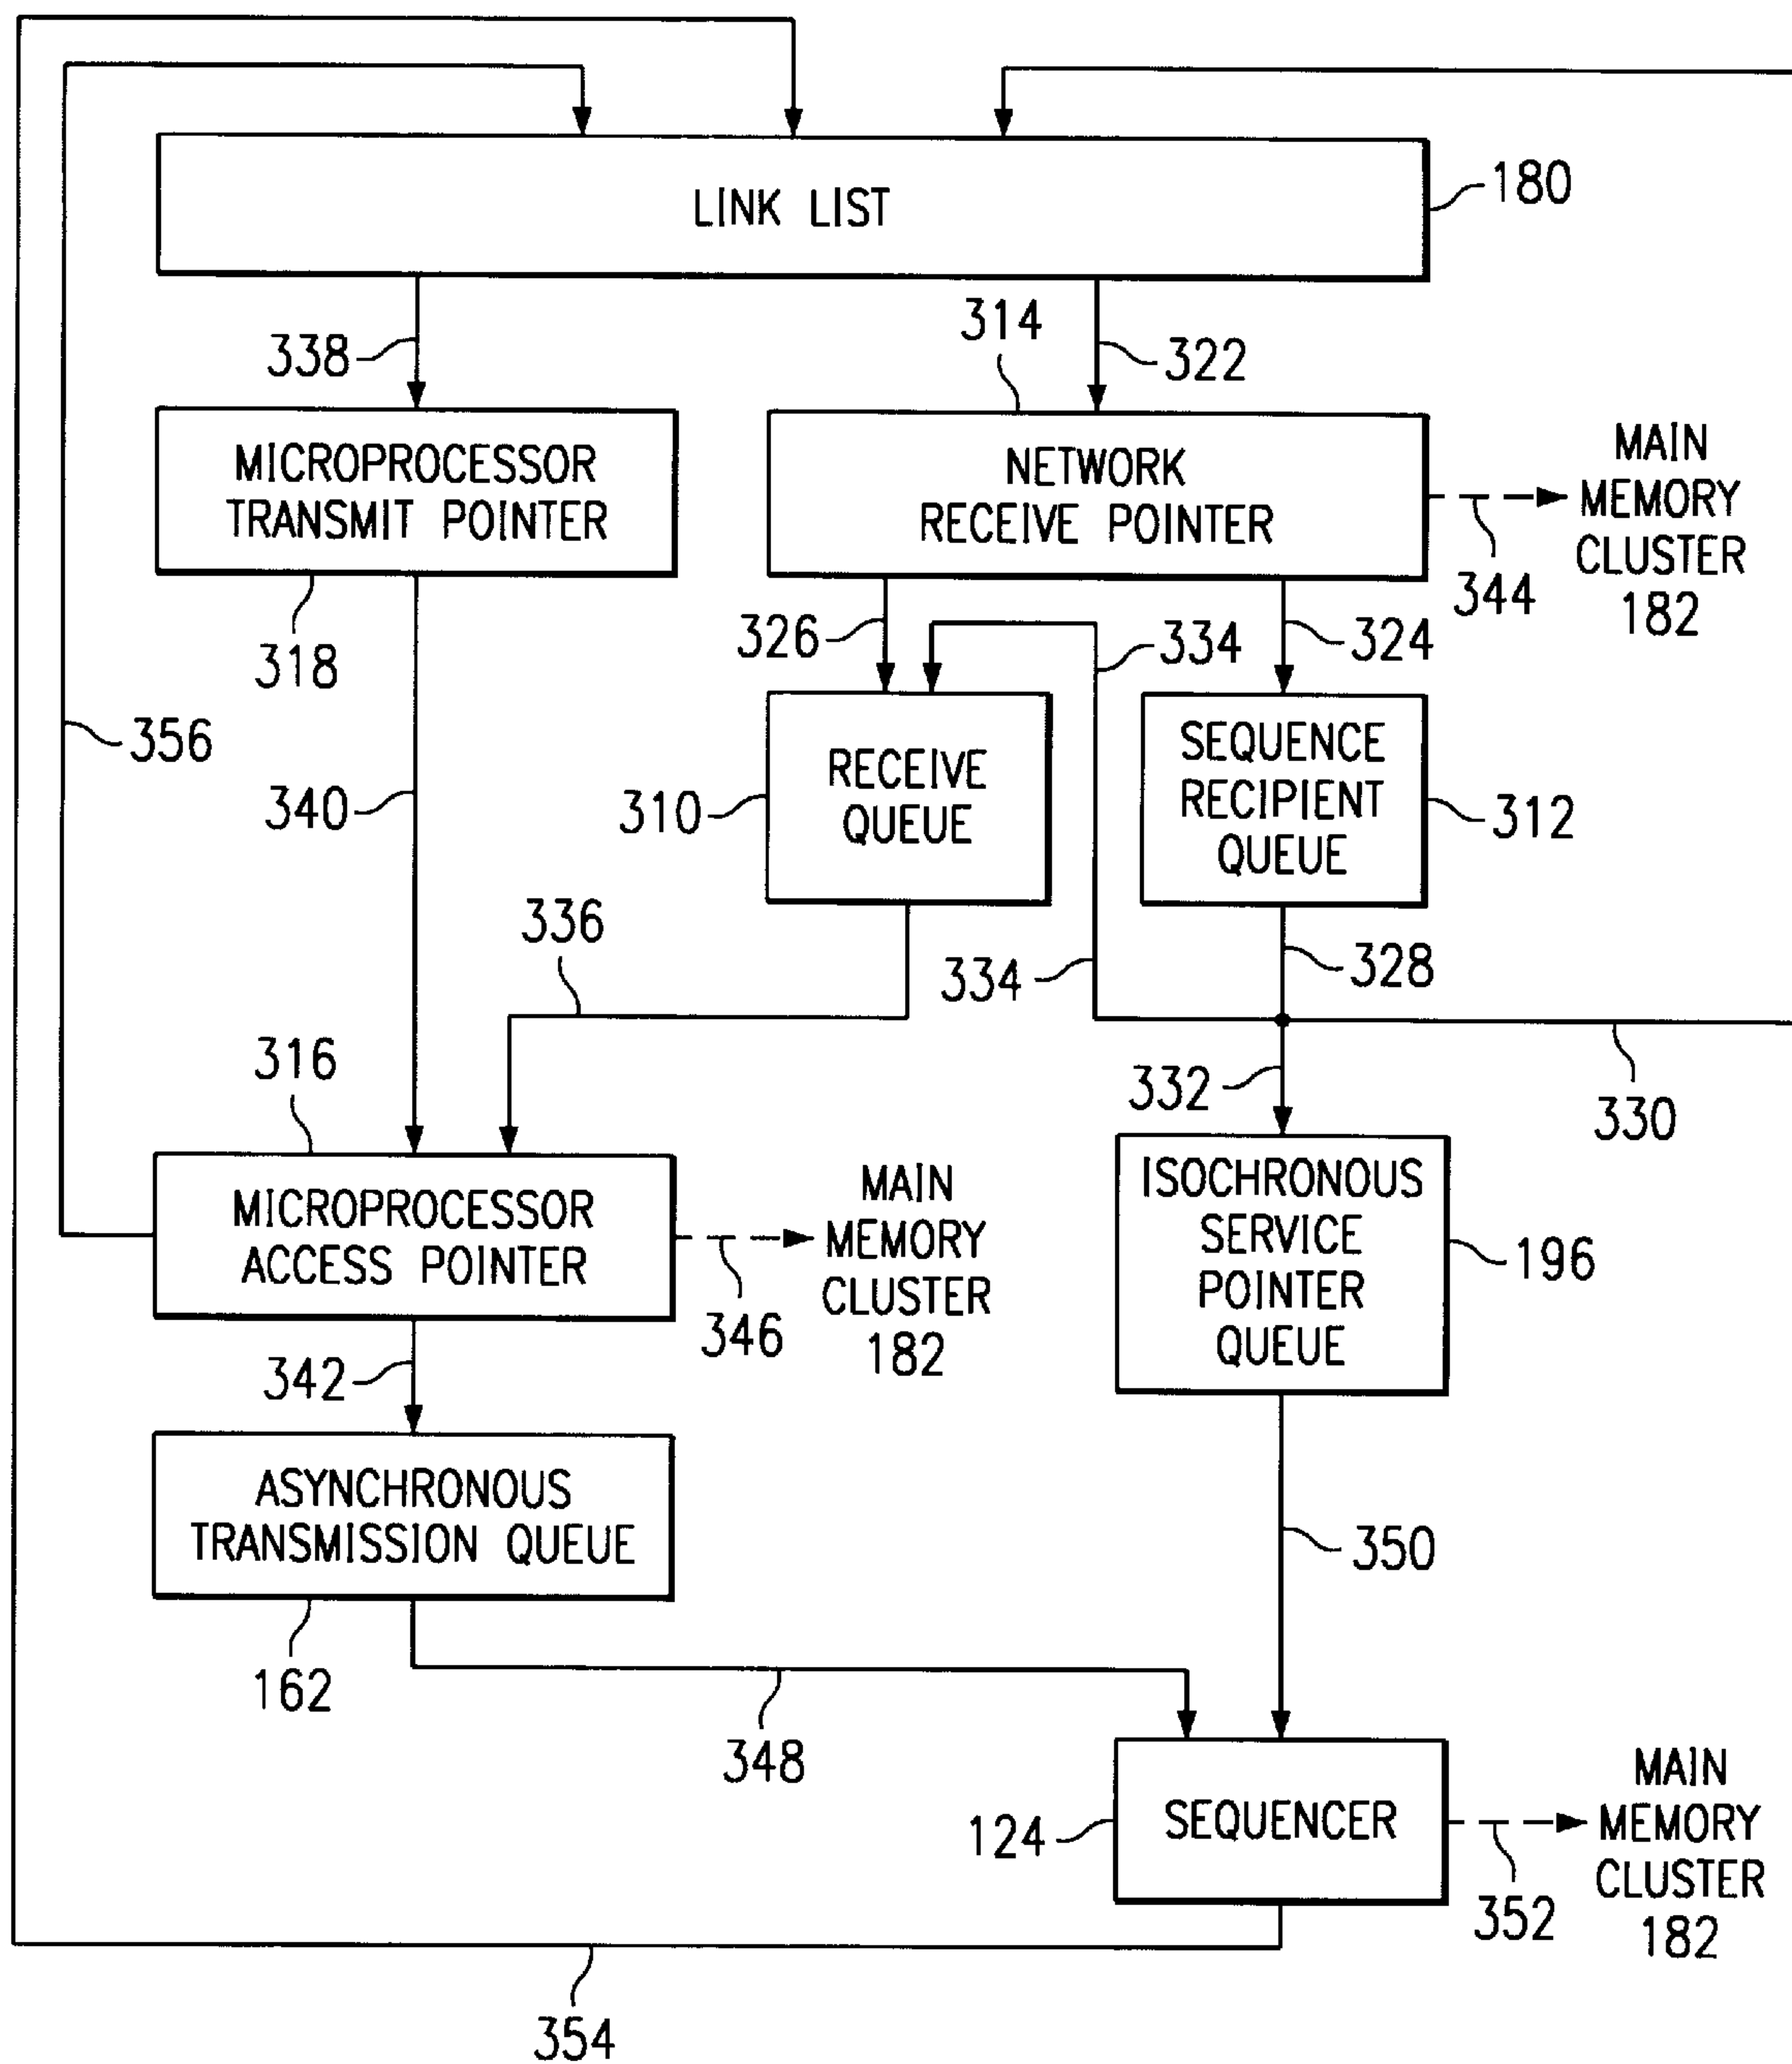 LINK LIST
180
338
314
322
MICROPROCESSOR
TRANSMIT POINTER
318
NETWORK
RECEIVE POINTER
MAIN
MEMORY
CLUSTER
182
344
326
334
324
356
340
310
RECEIVE
QUEUE
SEQUENCE
RECIPIENT
QUEUE
312
336
334
328
316
332
330
MICROPROCESSOR
ACCESS POINTER
MAIN
MEMORY
CLUSTER
182
346
ISOCHRONOUS
SERVICE
POINTER
QUEUE
196
342
ASYNCHRONOUS
TRANSMISSION QUEUE
162
350
348
124
SEQUENCER
MAIN
MEMORY
CLUSTER
182
352
354